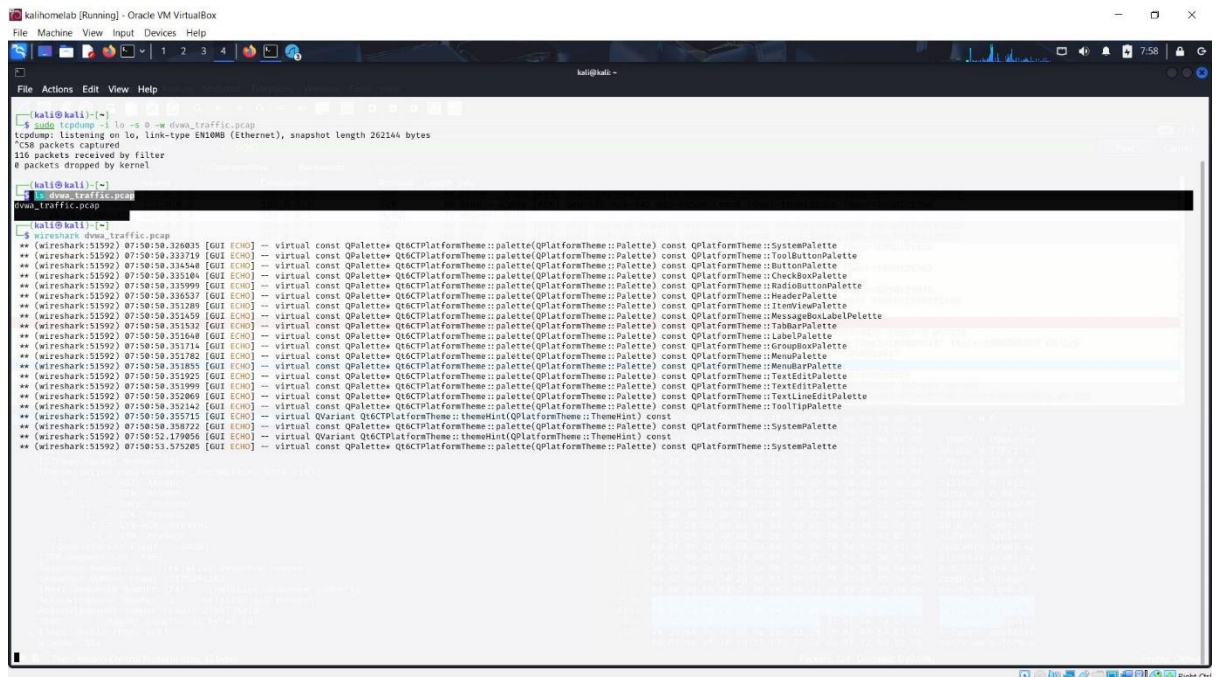 kalihomelab [Running] - Oracle VM VirtualBox
File Machine View Input Devices Help
1 2 3 4
7:58
kali@kali: ~
File Actions Edit View Help
(kali㉿kali)-[~]
$ sudo tcpdump -i lo -s 0 -w dvwa_traffic.pcap
tcpdump: listening on lo, link-type EN10MB (Ethernet), snapshot length 262144 bytes
^C58 packets captured
116 packets received by filter
0 packets dropped by kernel
(kali㉿kali)-[~]
$ ls dvwa_traffic.pcap
dvwa_traffic.pcap
(kali㉿kali)-[~]
$ wireshark dvwa_traffic.pcap
** (wireshark:51592) 07:50:50.326035 [GUI ECHO] -- virtual const QPalette* Qt6CTPlatformTheme::palette(QPlatformTheme::Palette) const QPlatformTheme::SystemPalette
** (wireshark:51592) 07:50:50.333719 [GUI ECHO] -- virtual const QPalette* Qt6CTPlatformTheme::palette(QPlatformTheme::Palette) const QPlatformTheme::ToolButtonPalette
** (wireshark:51592) 07:50:50.334540 [GUI ECHO] -- virtual const QPalette* Qt6CTPlatformTheme::palette(QPlatformTheme::Palette) const QPlatformTheme::ButtonPalette
** (wireshark:51592) 07:50:50.335104 [GUI ECHO] -- virtual const QPalette* Qt6CTPlatformTheme::palette(QPlatformTheme::Palette) const QPlatformTheme::CheckBoxPalette
** (wireshark:51592) 07:50:50.335999 [GUI ECHO] -- virtual const QPalette* Qt6CTPlatformTheme::palette(QPlatformTheme::Palette) const QPlatformTheme::RadioButtonPalette
** (wireshark:51592) 07:50:50.336537 [GUI ECHO] -- virtual const QPalette* Qt6CTPlatformTheme::palette(QPlatformTheme::Palette) const QPlatformTheme::HeaderPalette
** (wireshark:51592) 07:50:50.351289 [GUI ECHO] -- virtual const QPalette* Qt6CTPlatformTheme::palette(QPlatformTheme::Palette) const QPlatformTheme::ItemViewPalette
** (wireshark:51592) 07:50:50.351459 [GUI ECHO] -- virtual const QPalette* Qt6CTPlatformTheme::palette(QPlatformTheme::Palette) const QPlatformTheme::MessageBoxLabelPelette
** (wireshark:51592) 07:50:50.351532 [GUI ECHO] -- virtual const QPalette* Qt6CTPlatformTheme::palette(QPlatformTheme::Palette) const QPlatformTheme::TabBarPalette
** (wireshark:51592) 07:50:50.351640 [GUI ECHO] -- virtual const QPalette* Qt6CTPlatformTheme::palette(QPlatformTheme::Palette) const QPlatformTheme::LabelPalette
** (wireshark:51592) 07:50:50.351714 [GUI ECHO] -- virtual const QPalette* Qt6CTPlatformTheme::palette(QPlatformTheme::Palette) const QPlatformTheme::GroupBoxPalette
** (wireshark:51592) 07:50:50.351782 [GUI ECHO] -- virtual const QPalette* Qt6CTPlatformTheme::palette(QPlatformTheme::Palette) const QPlatformTheme::MenuPalette
** (wireshark:51592) 07:50:50.351855 [GUI ECHO] -- virtual const QPalette* Qt6CTPlatformTheme::palette(QPlatformTheme::Palette) const QPlatformTheme::MenuBarPalette
** (wireshark:51592) 07:50:50.351925 [GUI ECHO] -- virtual const QPalette* Qt6CTPlatformTheme::palette(QPlatformTheme::Palette) const QPlatformTheme::TextEditPalette
** (wireshark:51592) 07:50:50.351999 [GUI ECHO] -- virtual const QPalette* Qt6CTPlatformTheme::palette(QPlatformTheme::Palette) const QPlatformTheme::TextEditPalette
** (wireshark:51592) 07:50:50.352069 [GUI ECHO] -- virtual const QPalette* Qt6CTPlatformTheme::palette(QPlatformTheme::Palette) const QPlatformTheme::TextLineEditPalette
** (wireshark:51592) 07:50:50.352142 [GUI ECHO] -- virtual const QPalette* Qt6CTPlatformTheme::palette(QPlatformTheme::Palette) const QPlatformTheme::ToolTipPalette
** (wireshark:51592) 07:50:50.355715 [GUI ECHO] -- virtual QVariant Qt6CTPlatformTheme::themeHint(QPlatformTheme::ThemeHint) const
** (wireshark:51592) 07:50:50.358722 [GUI ECHO] -- virtual const QPalette* Qt6CTPlatformTheme::palette(QPlatformTheme::Palette) const QPlatformTheme::SystemPalette
** (wireshark:51592) 07:50:52.179056 [GUI ECHO] -- virtual QVariant Qt6CTPlatformTheme::themeHint(QPlatformTheme::ThemeHint) const
** (wireshark:51592) 07:50:53.575205 [GUI ECHO] -- virtual const QPalette* Qt6CTPlatformTheme::palette(QPlatformTheme::Palette) const QPlatformTheme::SystemPalette
Right Ctrl